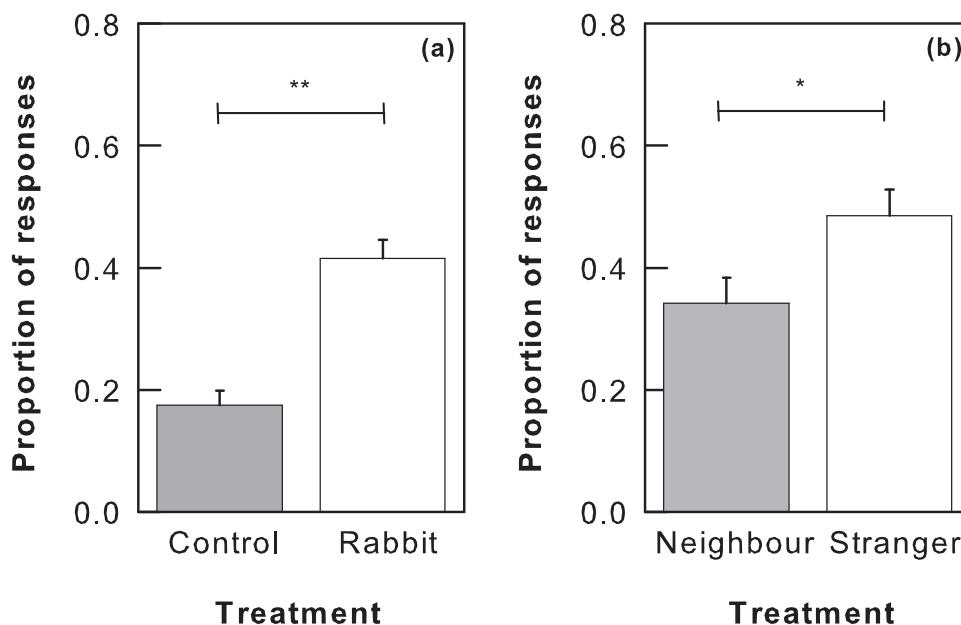 (a)
Proportion of responses
0.8
0.6
0.4
0.2
0.0
**
Control Rabbit
Treatment
(b)
Proportion of responses
0.8
0.6
0.4
0.2
0.0
*
Neighbour Stranger
Treatment